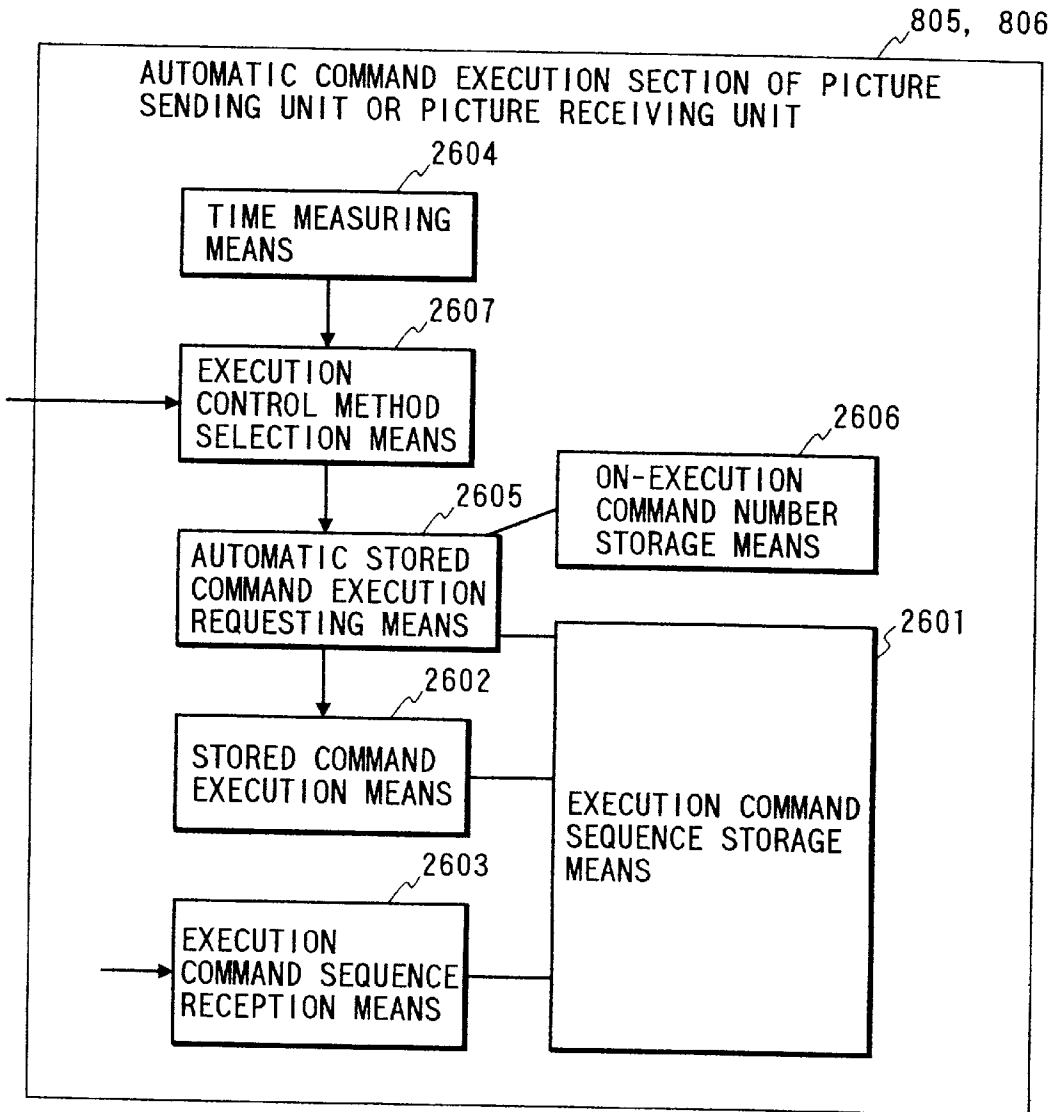 805, 806
AUTOMATIC COMMAND EXECUTION SECTION OF PICTURE
SENDING UNIT OR PICTURE RECEIVING UNIT
2604
TIME MEASURING
MEANS
2607
EXECUTION
CONTROL METHOD
SELECTION MEANS
2606
ON-EXECUTION
COMMAND NUMBER
STORAGE MEANS
2605
AUTOMATIC STORED
COMMAND EXECUTION
REQUESTING MEANS
2601
EXECUTION COMMAND
SEQUENCE STORAGE
MEANS
2602
STORED COMMAND
EXECUTION MEANS
2603
EXECUTION
COMMAND SEQUENCE
RECEPTION MEANS